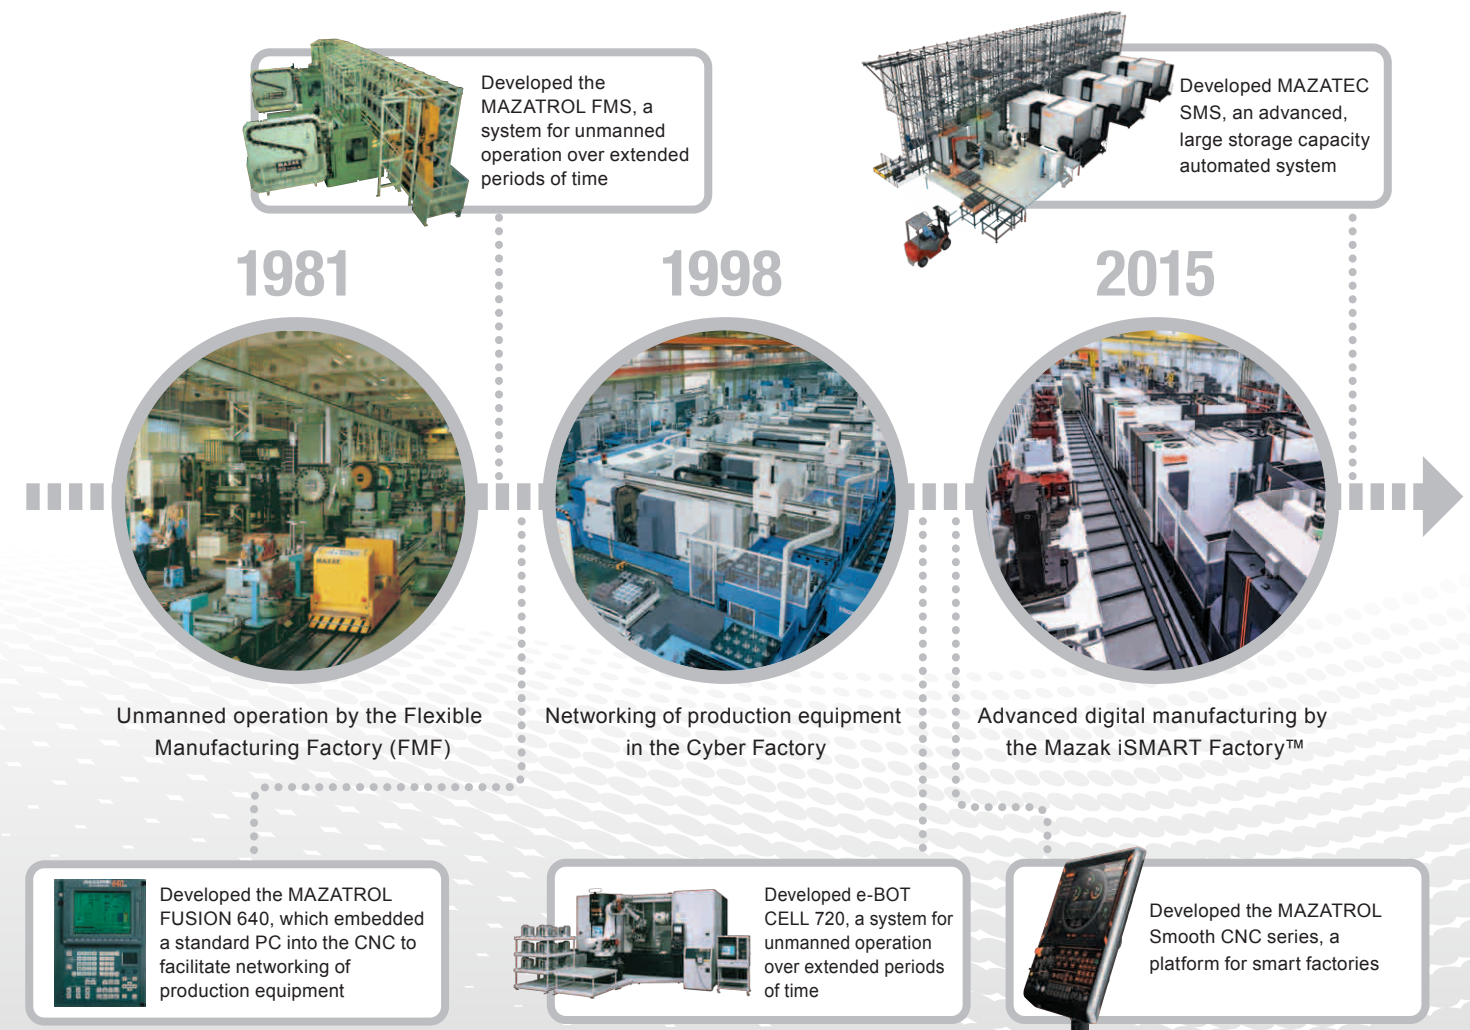 Developed the
MAZATROL FMS, a
system for unmanned
operation over extended
periods of time
Developed MAZATEC
SMS, an advanced,
large storage capacity
automated system
1981
1998
2015
Unmanned operation by the Flexible
Manufacturing Factory (FMF)
Networking of production equipment
in the Cyber Factory
Advanced digital manufacturing by
the Mazak iSMART Factory™
Developed the MAZATROL
FUSION 640, which embedded
a standard PC into the CNC to
facilitate networking of
production equipment
Developed e-BOT
CELL 720, a system for
unmanned operation
over extended periods
of time
Developed the MAZATROL
Smooth CNC series, a
platform for smart factories
MAZAK
MAZAK